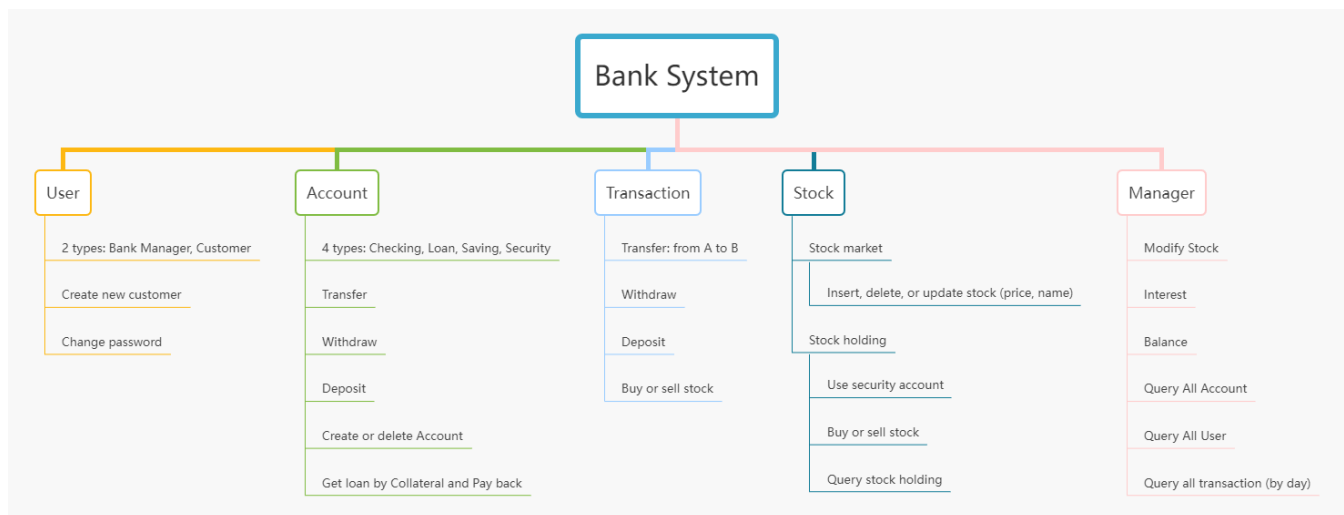 Bank System
User
2 types: Bank Manager, Customer
Create new customer
Change password
Account
4 types: Checking, Loan, Saving, Security
Transfer
Withdraw
Deposit
Create or delete Account
Get loan by Collateral and Pay back
Transaction
Transfer: from A to B
Withdraw
Deposit
Buy or sell stock
Stock
Stock market
Insert, delete, or update stock (price, name)
Stock holding
Use security account
Buy or sell stock
Query stock holding
Manager
Modify Stock
Interest
Balance
Query All Account
Query All User
Query all transaction (by day)